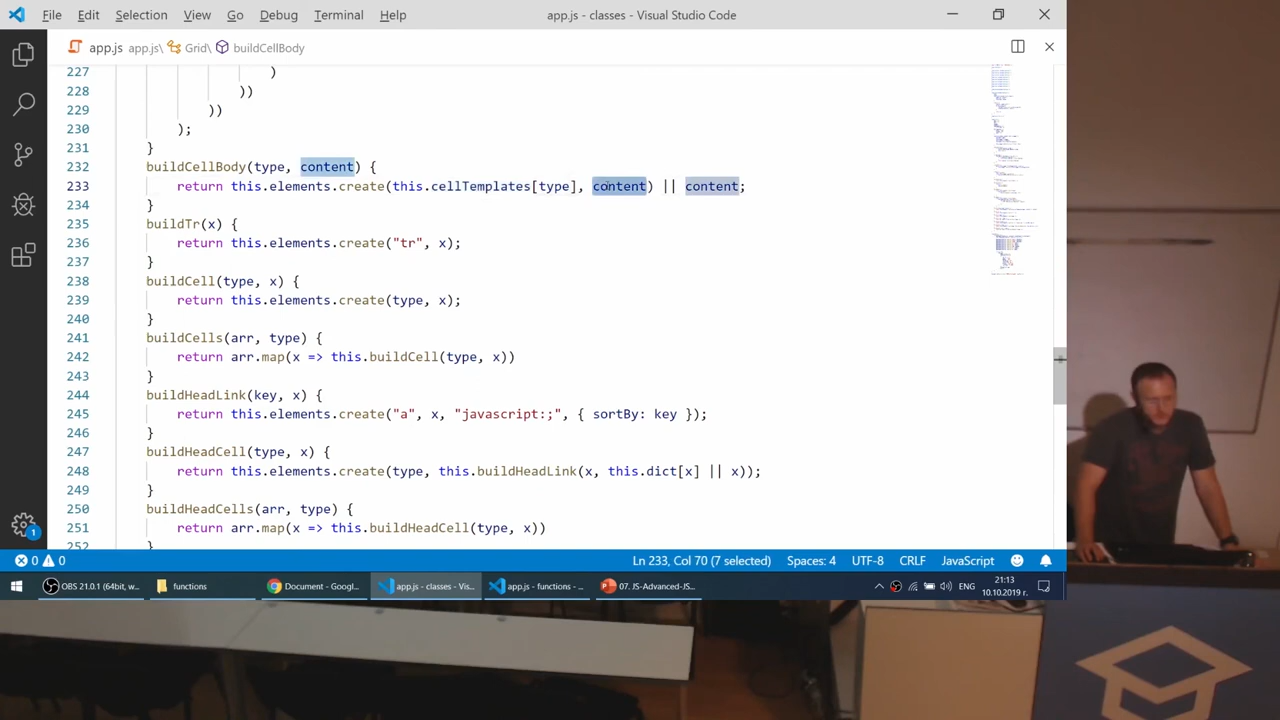 File Edit Selection View Go Debug Terminal Help app.js - classes - Visual Studio Code
app.js app.js\ Grid\ buildCellBody
227 )
228 ))
229
230 );
231
232 buildCellBody(type, content) {
233 return this.elements.create(this.cellTemplates[type], content) || content;
234
235 buildTr(x) {
236 return this.elements.create("tr", x);
237
238 buildCell(type, x)
239 return this.elements.create(type, x);
240 }
241 buildCells(arr, type) {
242 return arr.map(x => this.buildCell(type, x))
243 }
244 buildHeadLink(key, x) {
245 return this.elements.create("a", x, "javascript:;", { sortBy: key });
246 }
247 buildHeadCell(type, x) {
248 return this.elements.create(type, this.buildHeadLink(x, this.dict[x] || x));
249 }
250 buildHeadCells(arr, type) {
251 return arr.map(x => this.buildHeadCell(type, x))
252 }
1
0 0 Ln 233, Col 70 (7 selected) Spaces: 4 UTF-8 CRLF JavaScript
OBS 21.0.1 (64bit, w... functions Document - Googl... app.js - classes - Vis... app.js - functions - ... 07. JS-Advanced-JS... ENG 21:13
10.10.2019 г.